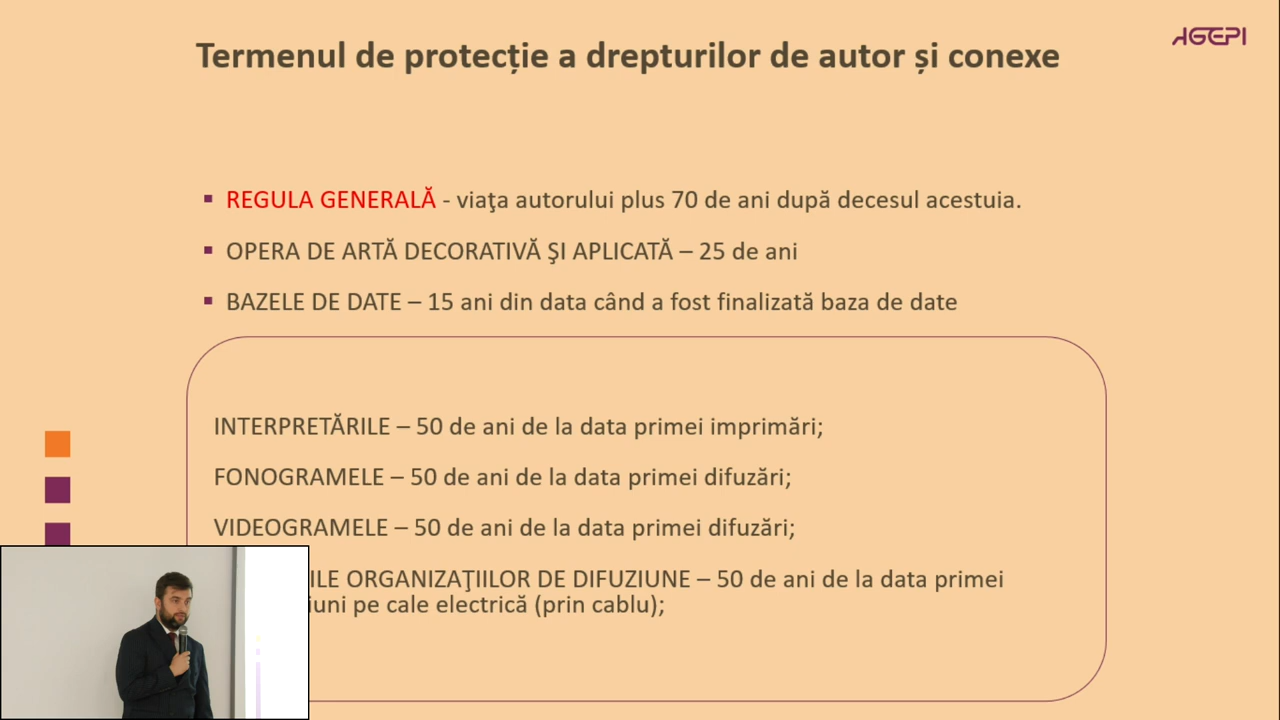 Termenul de protecție a drepturilor de autor și conexe
AGEPI
REGULA GENERALĂ - viaţa autorului plus 70 de ani după decesul acestuia.
OPERA DE ARTĂ DECORATIVĂ ŞI APLICATĂ – 25 de ani
BAZELE DE DATE – 15 ani din data când a fost finalizată baza de date
INTERPRETĂRILE – 50 de ani de la data primei imprimări;
FONOGRAMELE – 50 de ani de la data primei difuzări;
VIDEOGRAMELE – 50 de ani de la data primei difuzări;
ORGANIZAŢIILOR DE DIFUZIUNE – 50 de ani de la data primei
pe cale electrică (prin cablu);